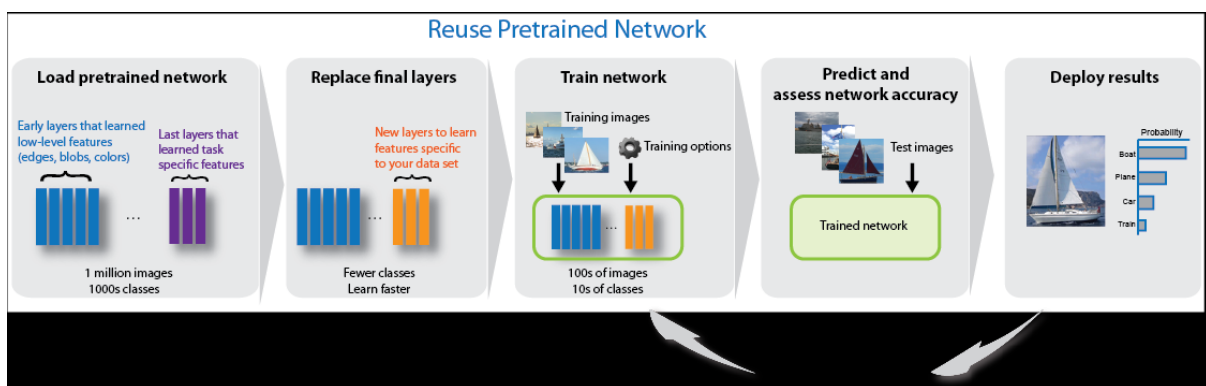 Reuse Pretrained Network
Load pretrained network
Early layers that learned
low-level features
(edges, blobs, colors)
Last layers that
learned task
specific features
...
1 million images
1000s classes
Replace final layers
New layers to learn
features specific
to your data set
...
Fewer classes
Learn faster
Train network
Training images
Training options
...
100s of images
10s of classes
Predict and
assess network accuracy
Test images
Trained network
Deploy results
Probability
Boat
Plane
Car
Train